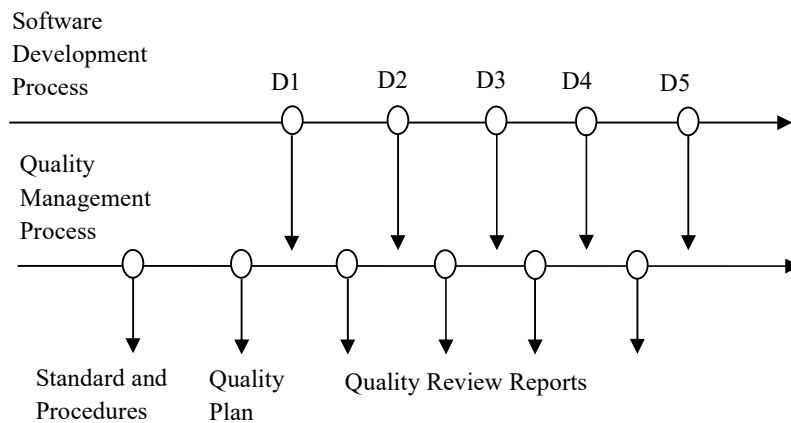 Software
Development
Process
D1
D2
D3
D4
D5
Quality
Management
Process
Standard and
Procedures
Quality
Plan
Quality Review Reports